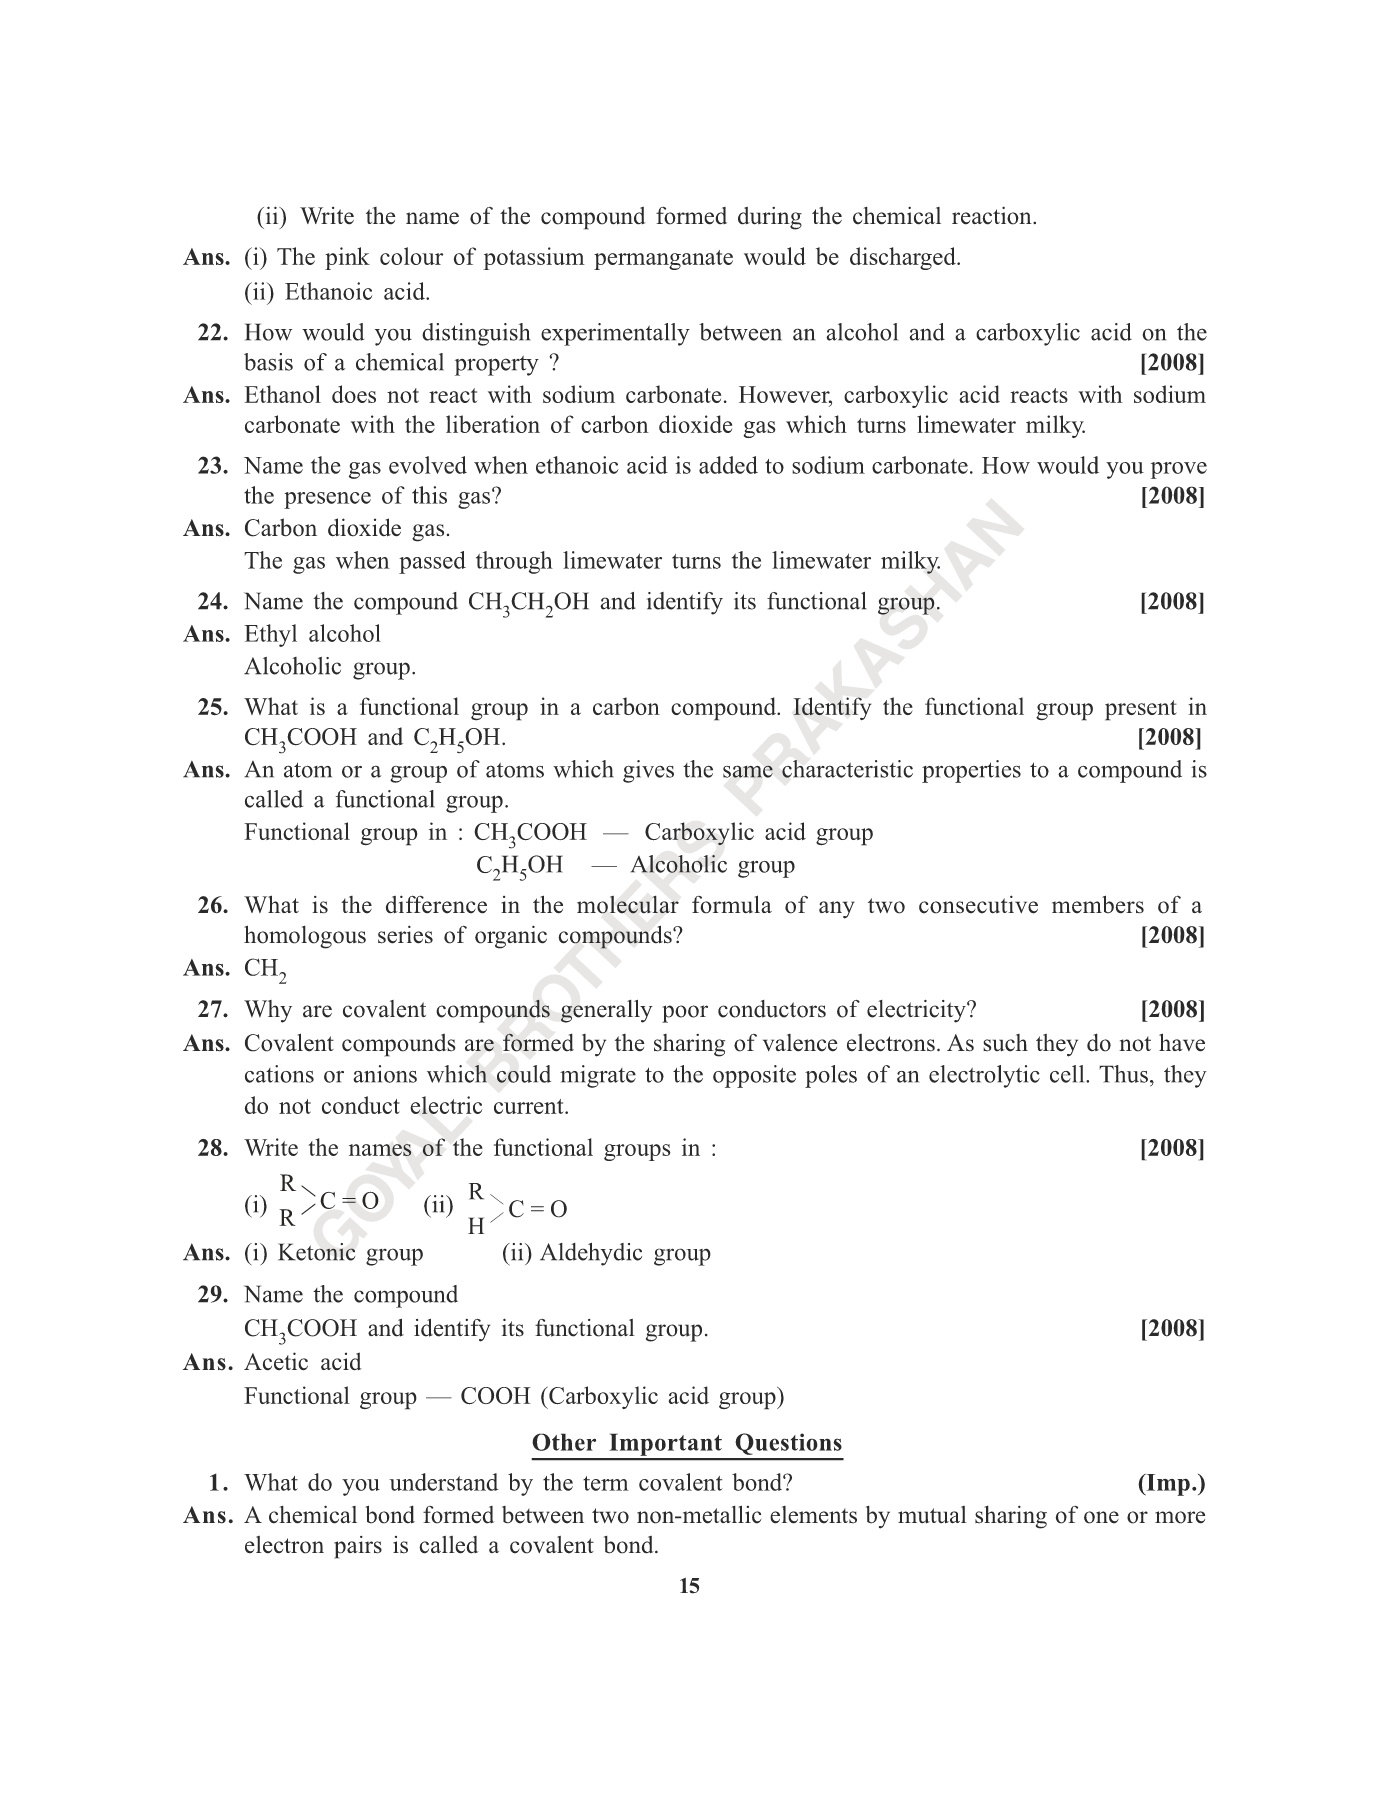 (ii) Write the name of the compound formed during the chemical reaction.
Ans. (i) The pink colour of potassium permanganate would be discharged.
(ii) Ethanoic acid.
22. How would you distinguish experimentally between an alcohol and a carboxylic acid on the
basis of a chemical property ? [2008]
Ans. Ethanol does not react with sodium carbonate. However, carboxylic acid reacts with sodium
carbonate with the liberation of carbon dioxide gas which turns limewater milky.
23. Name the gas evolved when ethanoic acid is added to sodium carbonate. How would you prove
the presence of this gas? [2008]
Ans. Carbon dioxide gas.
The gas when passed through limewater turns the limewater milky.
24. Name the compound CH₃CH₂OH and identify its functional group. [2008]
Ans. Ethyl alcohol
Alcoholic group.
25. What is a functional group in a carbon compound. Identify the functional group present in
CH₃COOH and C₂H₅OH. [2008]
Ans. An atom or a group of atoms which gives the same characteristic properties to a compound is
called a functional group.
Functional group in : CH₃COOH — Carboxylic acid group
C₂H₅OH — Alcoholic group
26. What is the difference in the molecular formula of any two consecutive members of a
homologous series of organic compounds? [2008]
Ans. CH₂
27. Why are covalent compounds generally poor conductors of electricity? [2008]
Ans. Covalent compounds are formed by the sharing of valence electrons. As such they do not have
cations or anions which could migrate to the opposite poles of an electrolytic cell. Thus, they
do not conduct electric current.
28. Write the names of the functional groups in : [2008]
R R
(i) C = O (ii) C = O
R H
Ans. (i) Ketonic group (ii) Aldehydic group
29. Name the compound
CH₃COOH and identify its functional group. [2008]
Ans. Acetic acid
Functional group — COOH (Carboxylic acid group)
Other Important Questions
1. What do you understand by the term covalent bond? (Imp.)
Ans. A chemical bond formed between two non-metallic elements by mutual sharing of one or more
electron pairs is called a covalent bond.
15
GOYAL BROTHERS PRAKASHAN